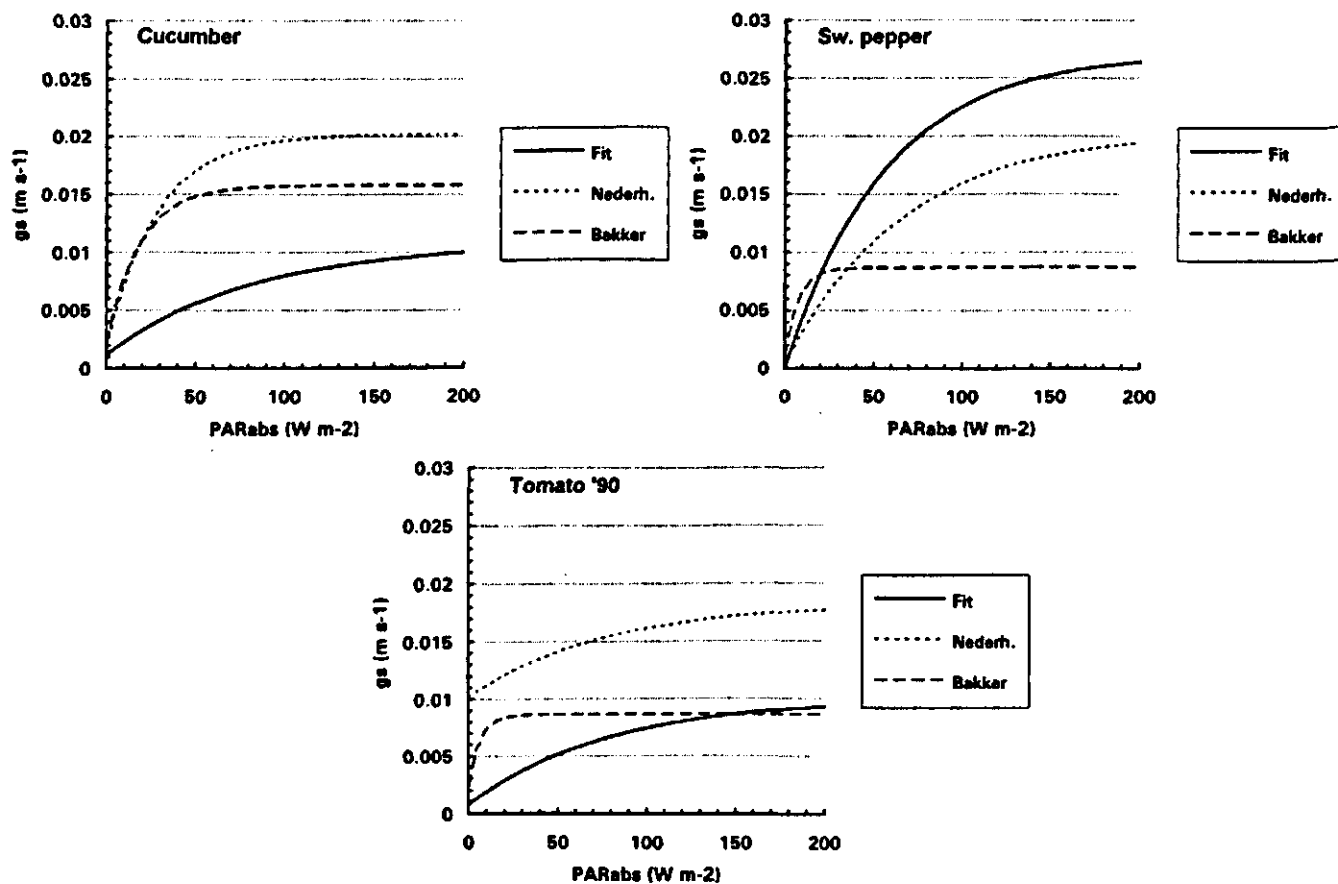 Cucumber
gs (m s-1)
0.03
0.025
0.02
0.015
0.01
0.005
0
0 50 100 150 200
PARabs (W m-2)
Fit
Nederh.
Bakker
Sw. pepper
gs (m s-1)
0.03
0.025
0.02
0.015
0.01
0.005
0
0 50 100 150 200
PARabs (W m-2)
Fit
Nederh.
Bakker
Tomato '90
gs (m s-1)
0.03
0.025
0.02
0.015
0.01
0.005
0
0 50 100 150 200
PARabs (W m-2)
Fit
Nederh.
Bakker